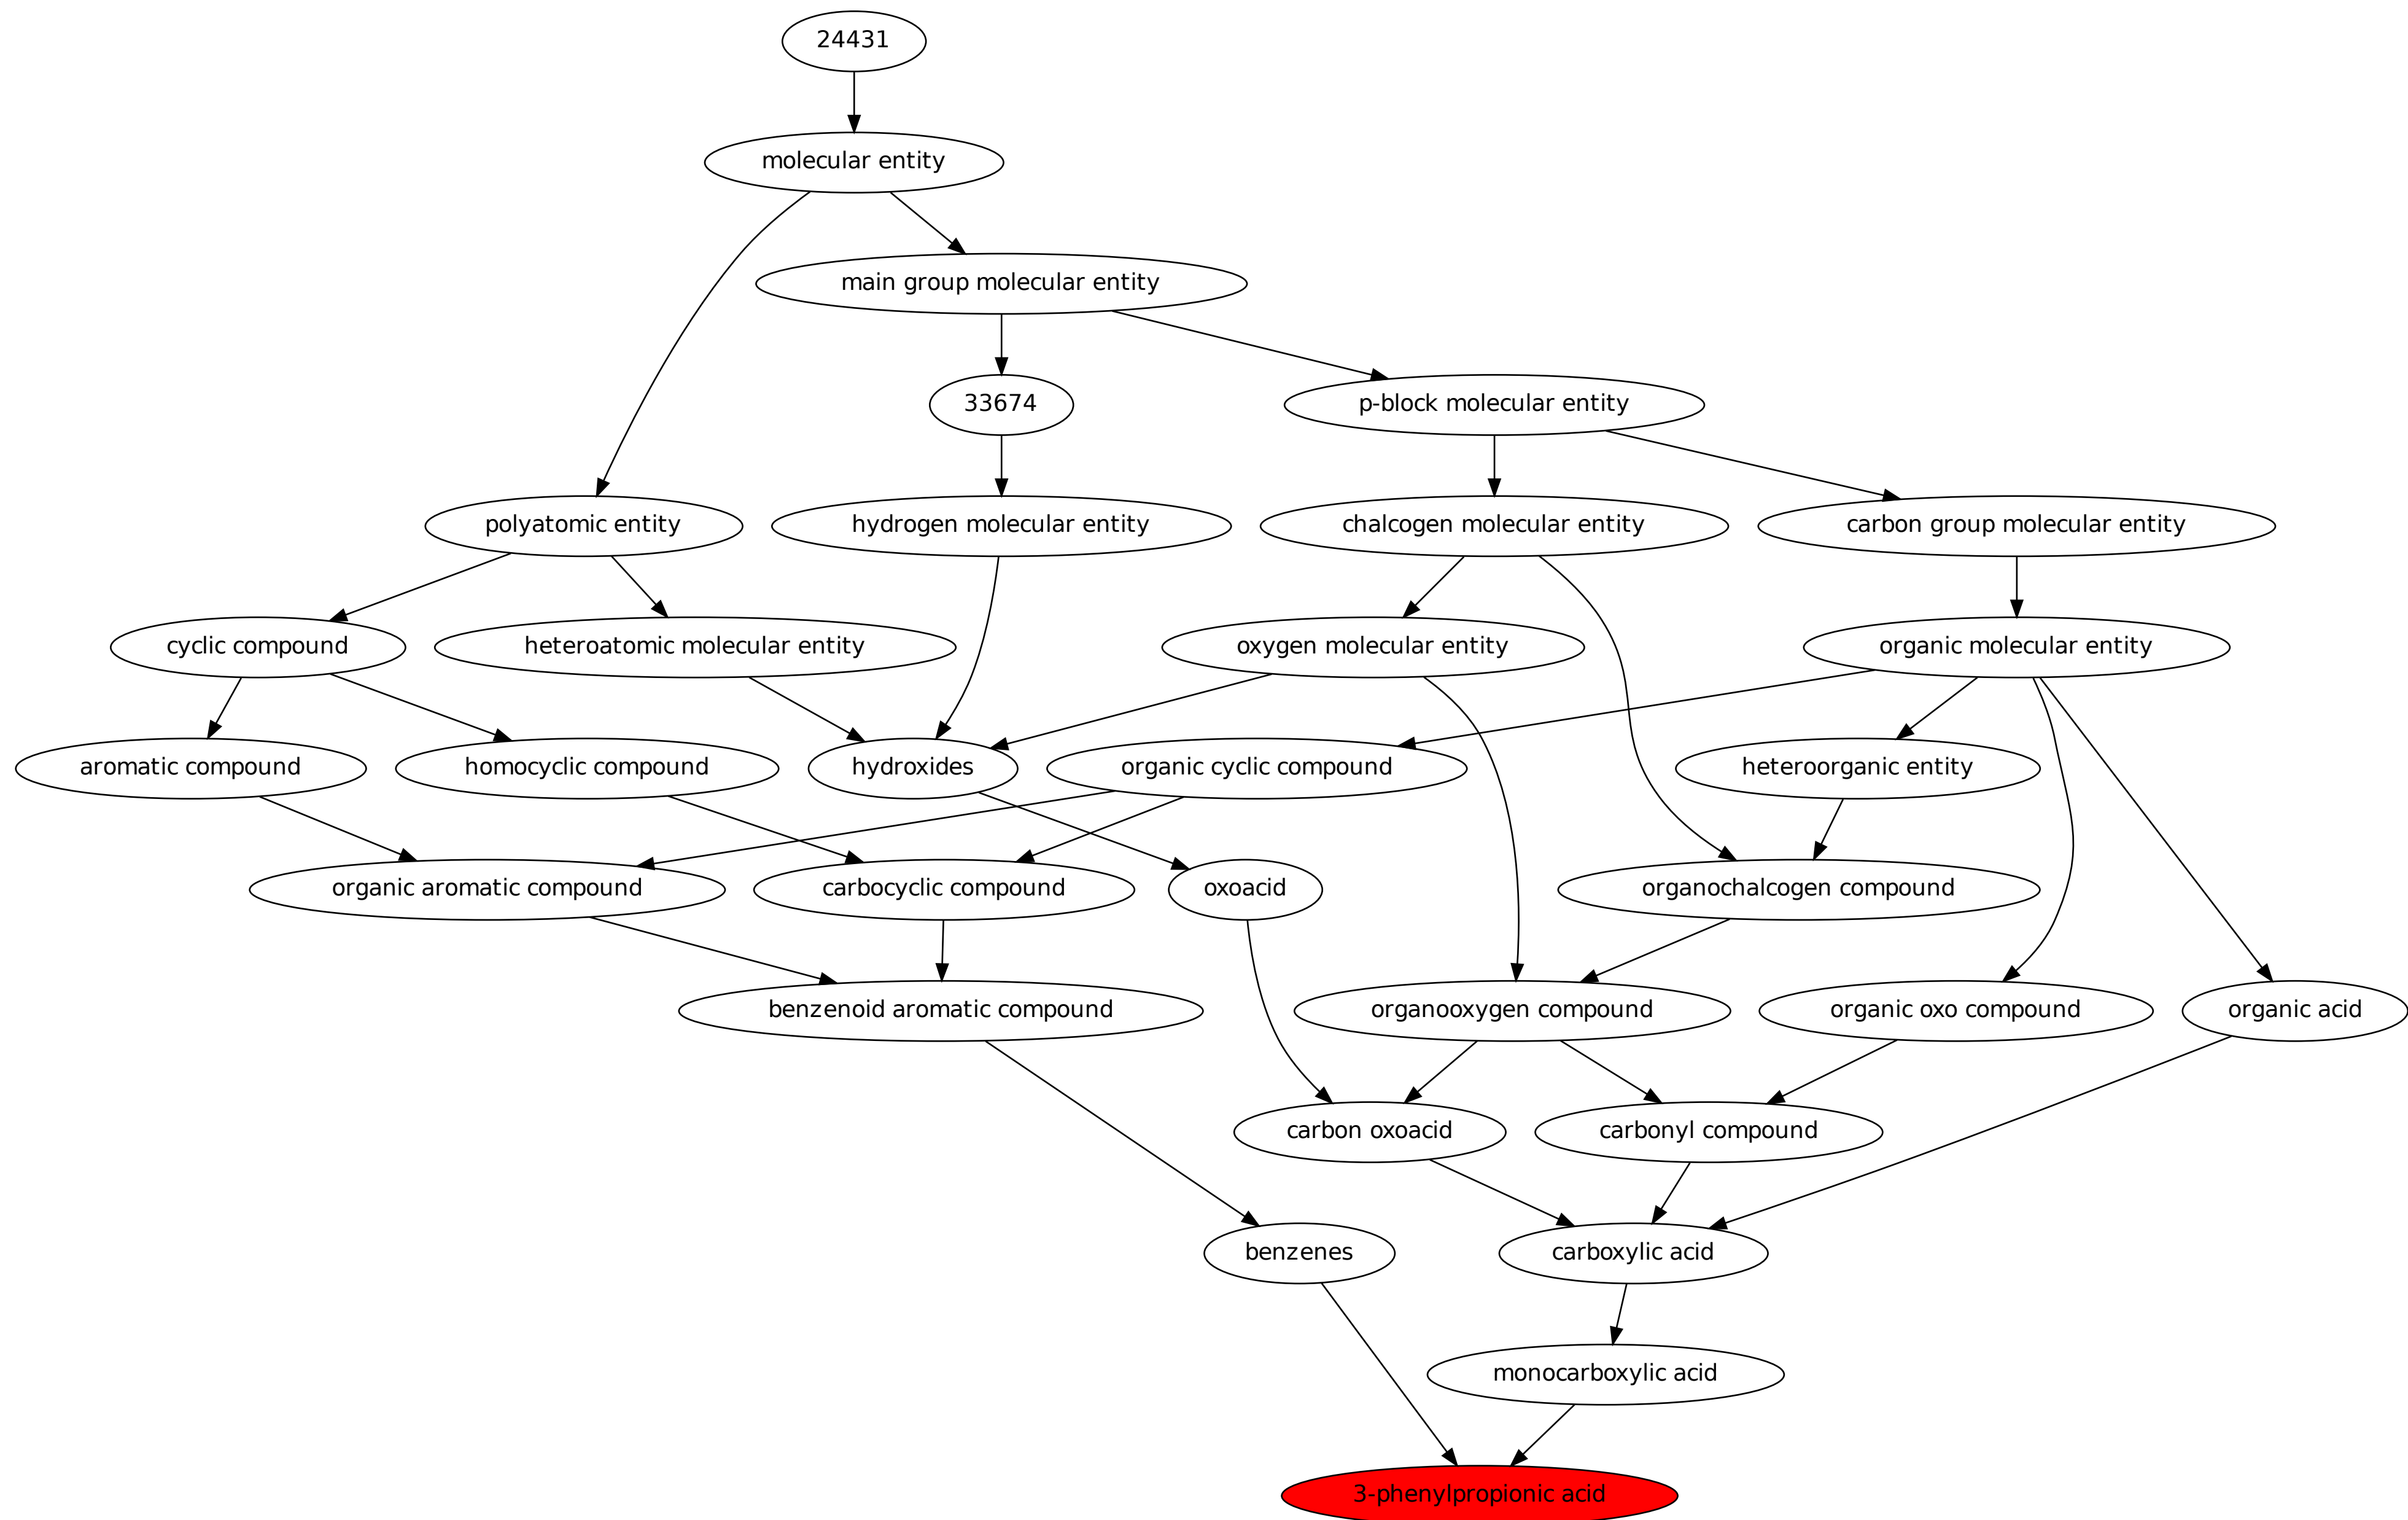 24431
molecular entity
main group molecular entity
33674
p-block molecular entity
polyatomic entity
hydrogen molecular entity
chalcogen molecular entity
carbon group molecular entity
cyclic compound
heteroatomic molecular entity
oxygen molecular entity
organic molecular entity
aromatic compound
homocyclic compound
hydroxides
organic cyclic compound
heteroorganic entity
organic aromatic compound
carbocyclic compound
oxoacid
organochalcogen compound
benzenoid aromatic compound
organooxygen compound
organic oxo compound
organic acid
carbon oxoacid
carbonyl compound
benzenes
carboxylic acid
monocarboxylic acid
3-phenylpropionic acid